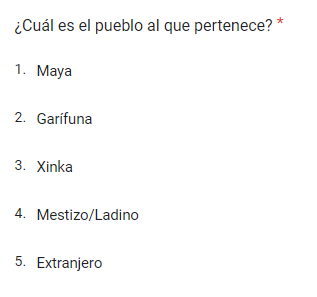 ¿Cuál es el pueblo al que pertenece? *
1. Maya
2. Garífuna
3. Xinka
4. Mestizo/Ladino
5. Extranjero